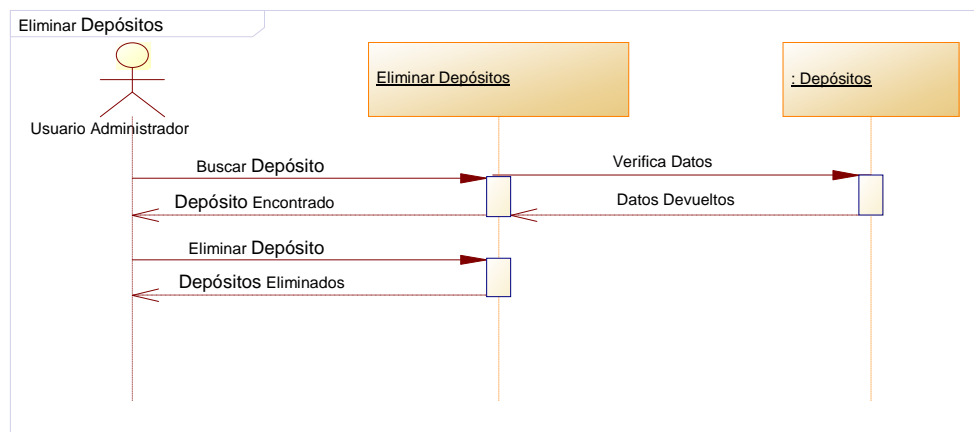 Eliminar Depósitos
Usuario Administrador
Eliminar Depósitos
: Depósitos
Buscar Depósito
Verifica Datos
Depósito Encontrado
Datos Devueltos
Eliminar Depósito
Depósitos Eliminados